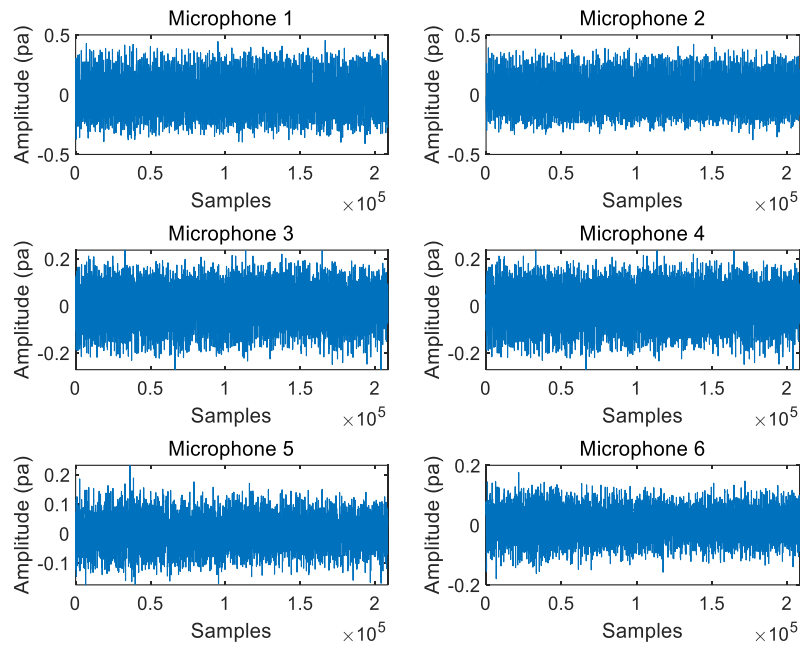 Microphone 1
Amplitude (pa)
0.5
0
-0.5
0 0.5 1 1.5 2
Samples
×10^5
Microphone 2
Amplitude (pa)
0.5
0
-0.5
0 0.5 1 1.5 2
Samples
×10^5
Microphone 3
Amplitude (pa)
0.2
0
-0.2
0 0.5 1 1.5 2
Samples
×10^5
Microphone 4
Amplitude (pa)
0.2
0
-0.2
0 0.5 1 1.5 2
Samples
×10^5
Microphone 5
Amplitude (pa)
0.2
0.1
0
-0.1
0 0.5 1 1.5 2
Samples
×10^5
Microphone 6
Amplitude (pa)
0.2
0
-0.2
0 0.5 1 1.5 2
Samples
×10^5